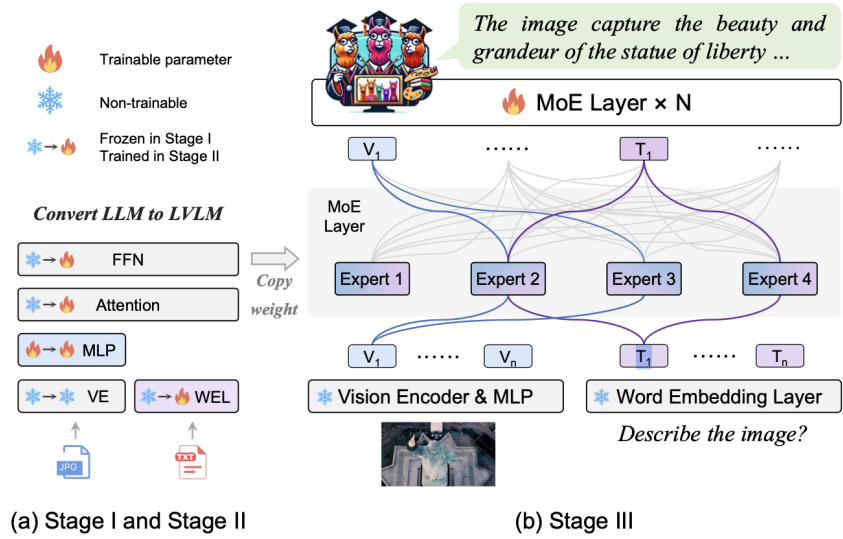 The image capture the beauty and
grandeur of the statue of liberty ...
Trainable parameter
Non-trainable
Frozen in Stage I
Trained in Stage II
MoE Layer × N
V1
......
T1
......
Convert LLM to LVLM
FFN
Attention
MLP
VE
WEL
JPG
TXT
(a) Stage I and Stage II
Copy
weight
MoE
Layer
Expert 1
Expert 2
Expert 3
Expert 4
V1
......
Vn
T1
......
Tn
Vision Encoder & MLP
Word Embedding Layer
Describe the image?
(b) Stage III